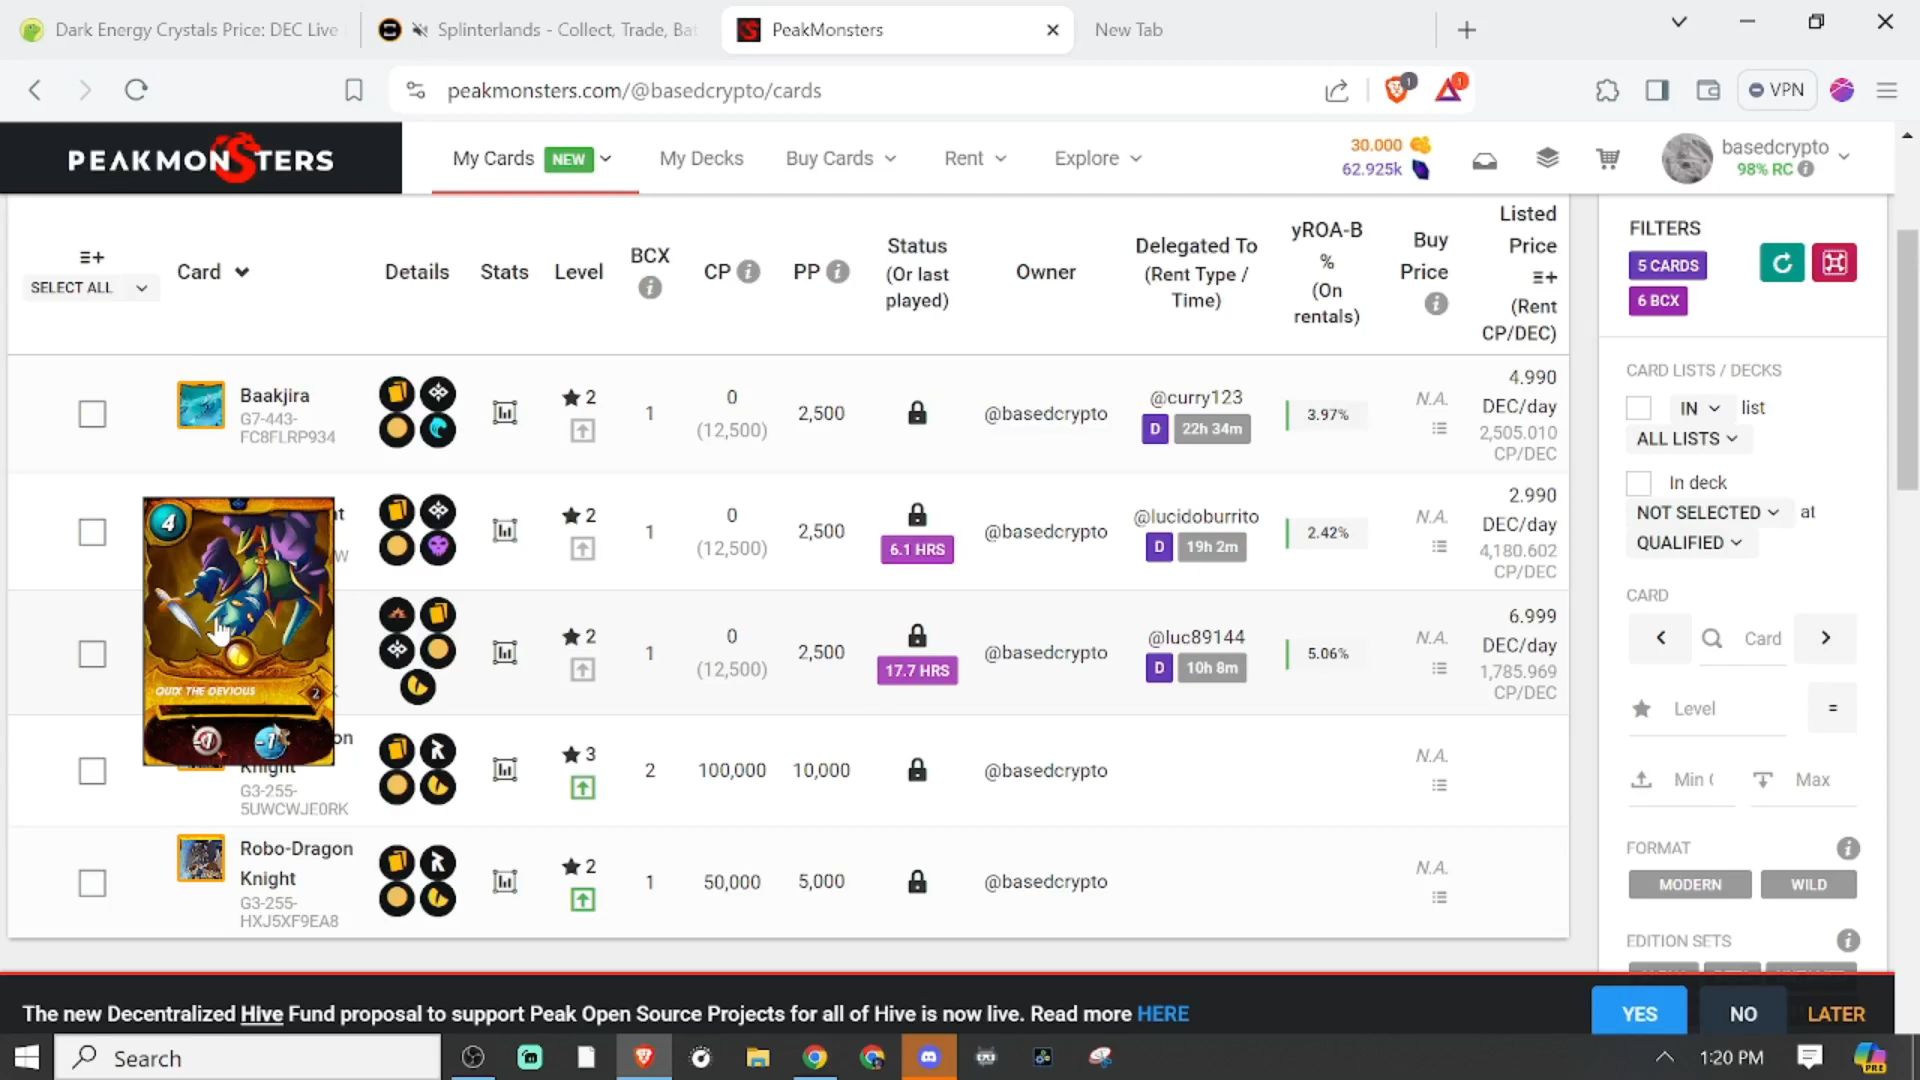 Dark Energy Crystals Price: DEC Live
Splinterlands - Collect, Trade, Bat
PeakMonsters
New Tab
peakmonsters.com/@basedcrypto/cards
1
1
VPN
PEAKMONSTERS
My Cards NEW
My Decks
Buy Cards
Rent
Explore
30.000
62.925k
basedcrypto
98% RC
SELECT ALL
Card
Details
Stats
Level
BCX
CP
PP
Status
(Or last
played)
Owner
Delegated To
(Rent Type /
Time)
yROA-B
%
(On
rentals)
Buy
Price
Listed
Price
(Rent
CP/DEC)
Baakjira
G7-443-
FC8FLRP934
2
1
0
(12,500)
2,500
@basedcrypto
@curry123
D 22h 34m
3.97%
N.A.
4.990
DEC/day
2,505.010
CP/DEC
2
1
0
(12,500)
2,500
6.1 HRS
@basedcrypto
@lucidoburrito
D 19h 2m
2.42%
N.A.
2.990
DEC/day
4,180.602
CP/DEC
4
QUIX THE DEVIOUS
2
-1
-1
2
1
0
(12,500)
2,500
17.7 HRS
@basedcrypto
@luc89144
D 10h 8m
5.06%
N.A.
6.999
DEC/day
1,785.969
CP/DEC
on
Knight
G3-255-
5UWCWJE0RK
3
2
100,000
10,000
@basedcrypto
N.A.
Robo-Dragon
Knight
G3-255-
HXJ5XF9EA8
2
1
50,000
5,000
@basedcrypto
N.A.
FILTERS
5 CARDS
6 BCX
CARD LISTS / DECKS
IN list
ALL LISTS
In deck
NOT SELECTED at
QUALIFIED
CARD
Card
Level
=
Min
Max
FORMAT
MODERN
WILD
EDITION SETS
The new Decentralized Hive Fund proposal to support Peak Open Source Projects for all of Hive is now live. Read more HERE
YES
NO
LATER
Search
1:20 PM
PRE